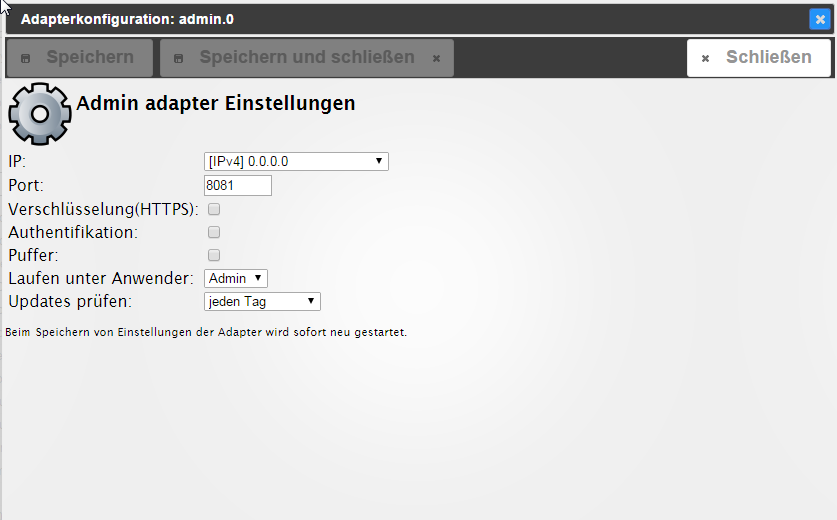 Adapterkonfiguration: admin.0
Speichern Speichern und schließen Schließen
Admin adapter Einstellungen
IP: [IPv4] 0.0.0.0
Port: 8081
Verschlüsselung(HTTPS):
Authentifikation:
Puffer:
Laufen unter Anwender: Admin
Updates prüfen: jeden Tag
Beim Speichern von Einstellungen der Adapter wird sofort neu gestartet.